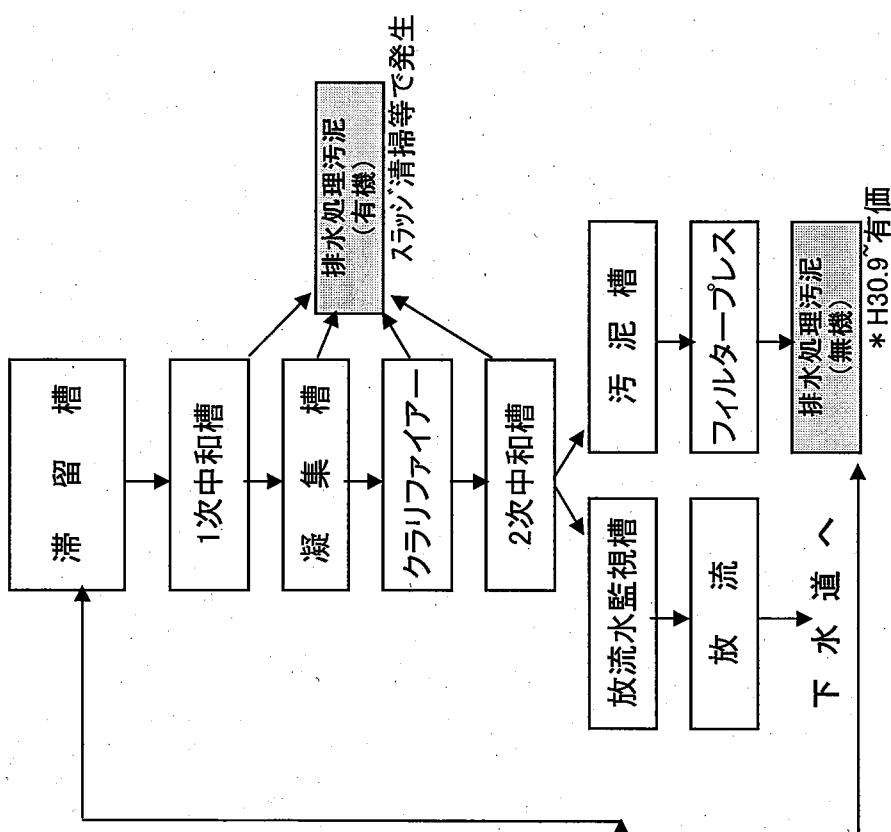 滞留槽
1次中和槽
凝集槽
クラリファイアー
2次中和槽
排水処理汚泥
(有機)
スラッジ清掃等で発生
放流水監視槽
放流
下水道へ
汚泥槽
フィルタープレス
排水処理汚泥
(無機)
*H30.9~有価